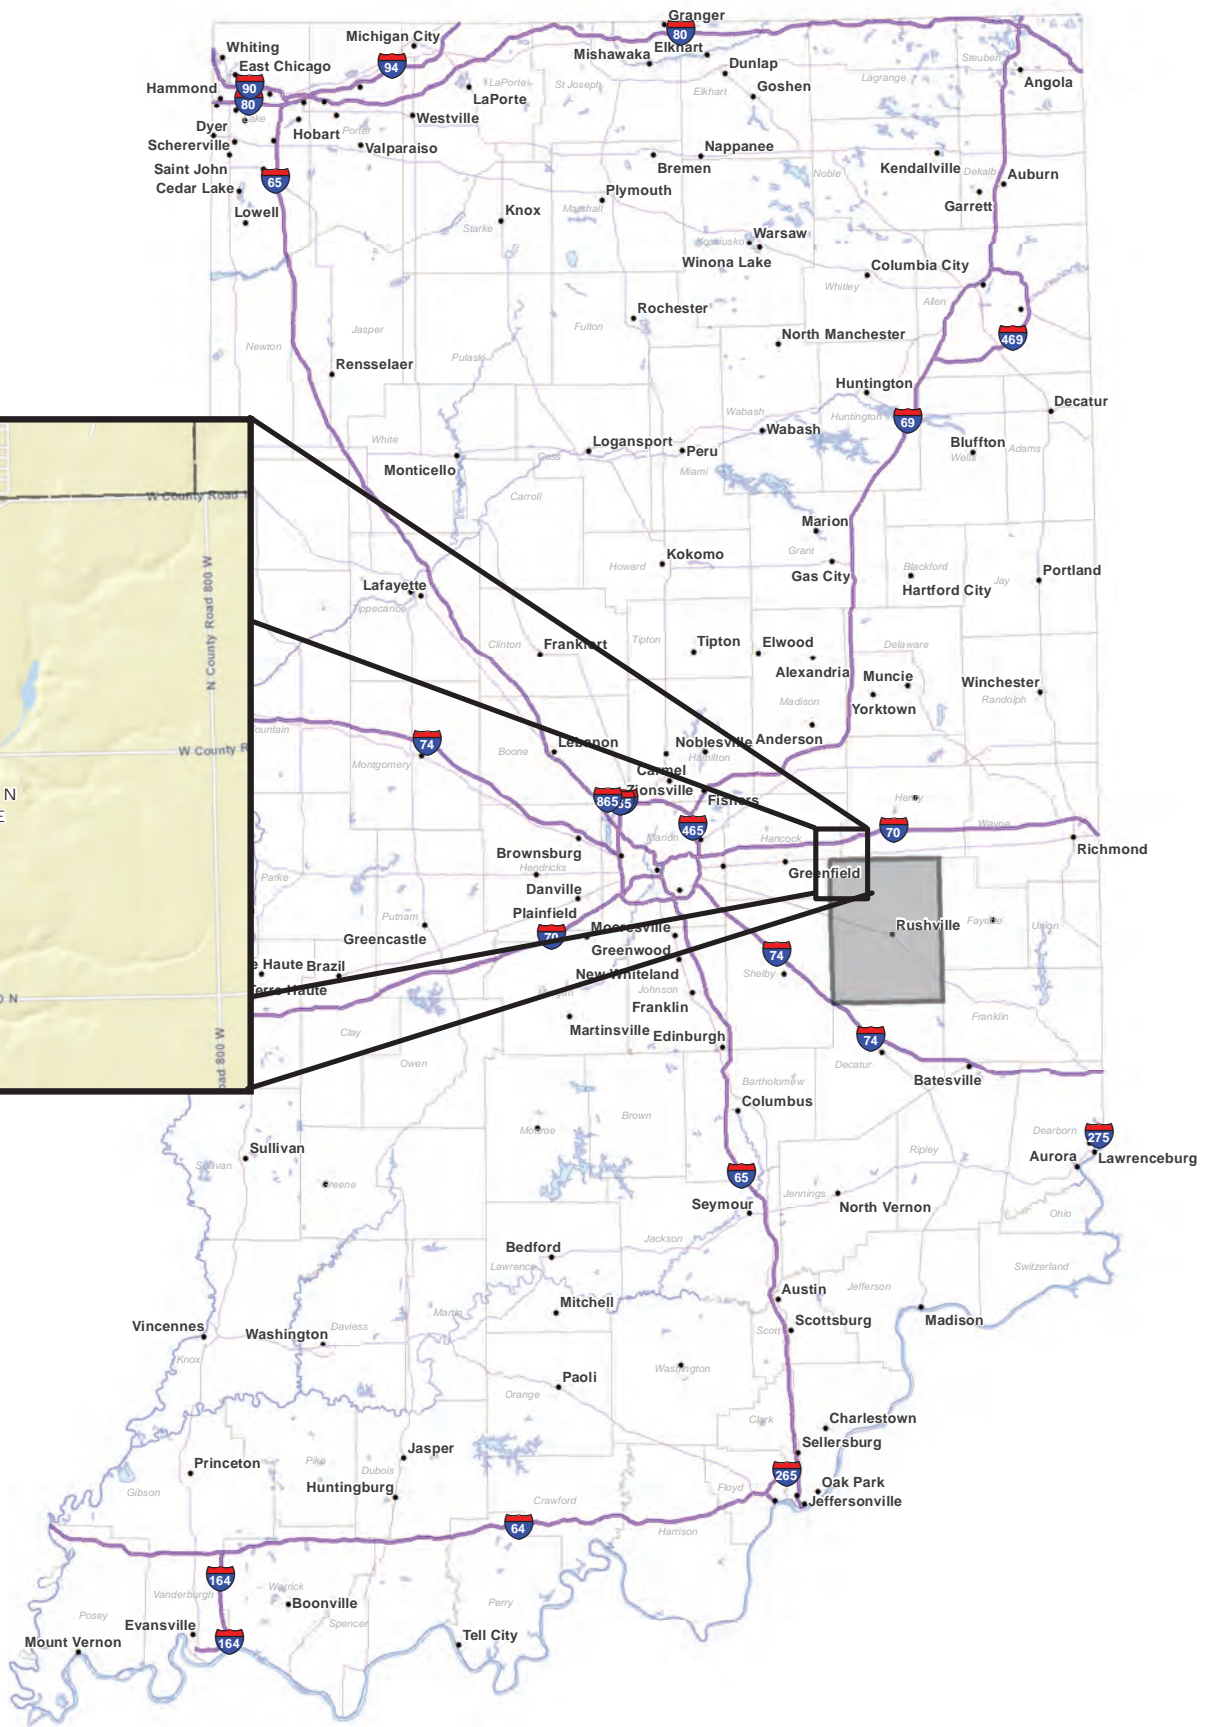 Granger
80
Michigan City
Whiting
Mishawaka
Elkhart
East Chicago
94
Dunlap
Steuben
90
LaPorte
St Joseph
Lagrange
Angola
Hammond
Elkhart
Goshen
80
LaPorte
Lake
Westville
Dyer
Hobart
Porter
Schererville
Valparaiso
Nappanee
Saint John
Bremen
Kendallville
Dekalb
Auburn
65
Noble
Cedar Lake
Plymouth
Garrett
Lowell
Knox
Marshall
Starke
Warsaw
Kosciusko
Winona Lake
Columbia City
Whitley
Allen
Rochester
Jasper
Fulton
North Manchester
469
Newton
Pulaski
Rensselaer
Huntington
Decatur
Wabash
Huntington
69
White
Logansport
Wabash
Bluffton
Peru
Adams
Monticello
Cass
Wells
Miami
W County Road
Carroll
Marion
Grant
Kokomo
Howard
Gas City
Blackford
Portland
N County Road 800 W
Lafayette
Hartford City
Jay
Tippecanoe
Clinton
Frankfort
Tipton
Tipton
Elwood
Delaware
Alexandria
Muncie
Winchester
Madison
Yorktown
Randolph
ountain
74
Boone
Lebanon
Noblesville
Anderson
W County R
Montgomery
Hamilton
Carmel
N
Zionsville
865
65
Fishers
Henry
E
465
Marion
Hancock
70
Wayne
Brownsburg
Richmond
Hendricks
Greenfield
Parke
Danville
Putnam
Plainfield
Greencastle
70
Mooresville
Rushville
Fayette
Union
Greenwood
74
e Haute
Brazil
New Whiteland
Shelby
Terre Haute
Morgan
Johnson
0 N
Franklin
Franklin
Clay
Martinsville
Edinburgh
74
oad 800 W
Owen
Decatur
Batesville
Bartholomew
Columbus
Brown
Monroe
Dearborn
275
Sullivan
Ripley
Aurora
Lawrenceburg
Sullivan
65
Greene
Jennings
Seymour
North Vernon
Ohio
Jackson
Bedford
Lawrence
Switzerland
Austin
Jefferson
Mitchell
Martin
Scottsburg
Madison
Vincennes
Daviess
Washington
Scott
Knox
Washington
Paoli
Orange
Clark
Charlestown
Jasper
Sellersburg
Princeton
Pike
Dubois
265
Oak Park
Gibson
Huntingburg
Floyd
Crawford
Jeffersonville
64
Harrison
164
Warrick
Vanderburgh
Boonville
Perry
Posey
Evansville
Spencer
Mount Vernon
164
Tell City